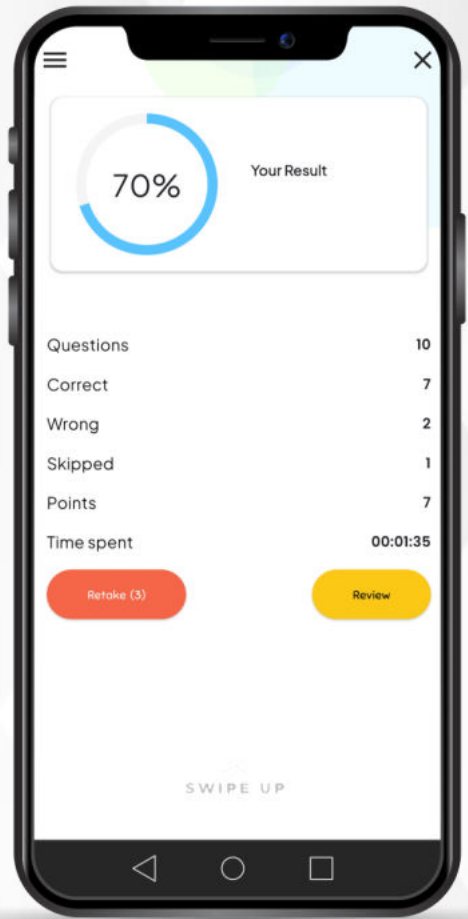 70%
Your Result
Questions 10
Correct 7
Wrong 2
Skipped 1
Points 7
Time spent 00:01:35
Retake (3) Review
SWIPE UP